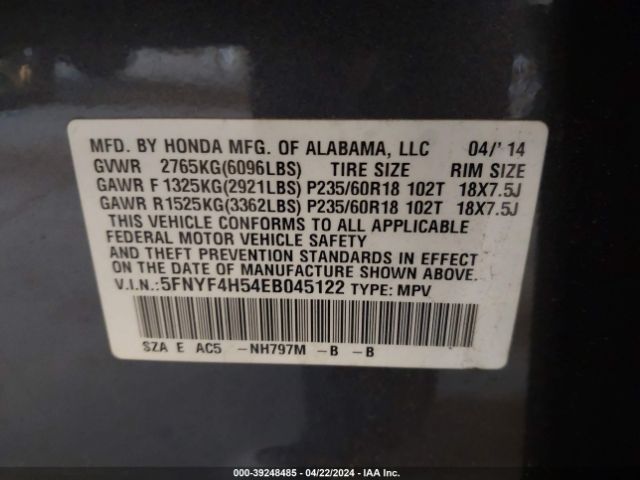 MFD. BY HONDA MFG. OF ALABAMA, LLC 04/'14
GVWR 2765KG(6096LBS) TIRE SIZE RIM SIZE
GAWR F 1325KG(2921LBS) P235/60R18 102T 18X7.5J
GAWR R1525KG(3362LBS) P235/60R18 102T 18X7.5J
THIS VEHICLE CONFORMS TO ALL APPLICABLE
FEDERAL MOTOR VEHICLE SAFETY
AND THEFT PREVENTION STANDARDS IN EFFECT
ON THE DATE OF MANUFACTURE SHOWN ABOVE.
V.I.N.:5FNYF4H54EB045122 TYPE: MPV
SZA E AC5 -NH797M -B -B
000-39248485 - 04/22/2024 - IAA Inc.